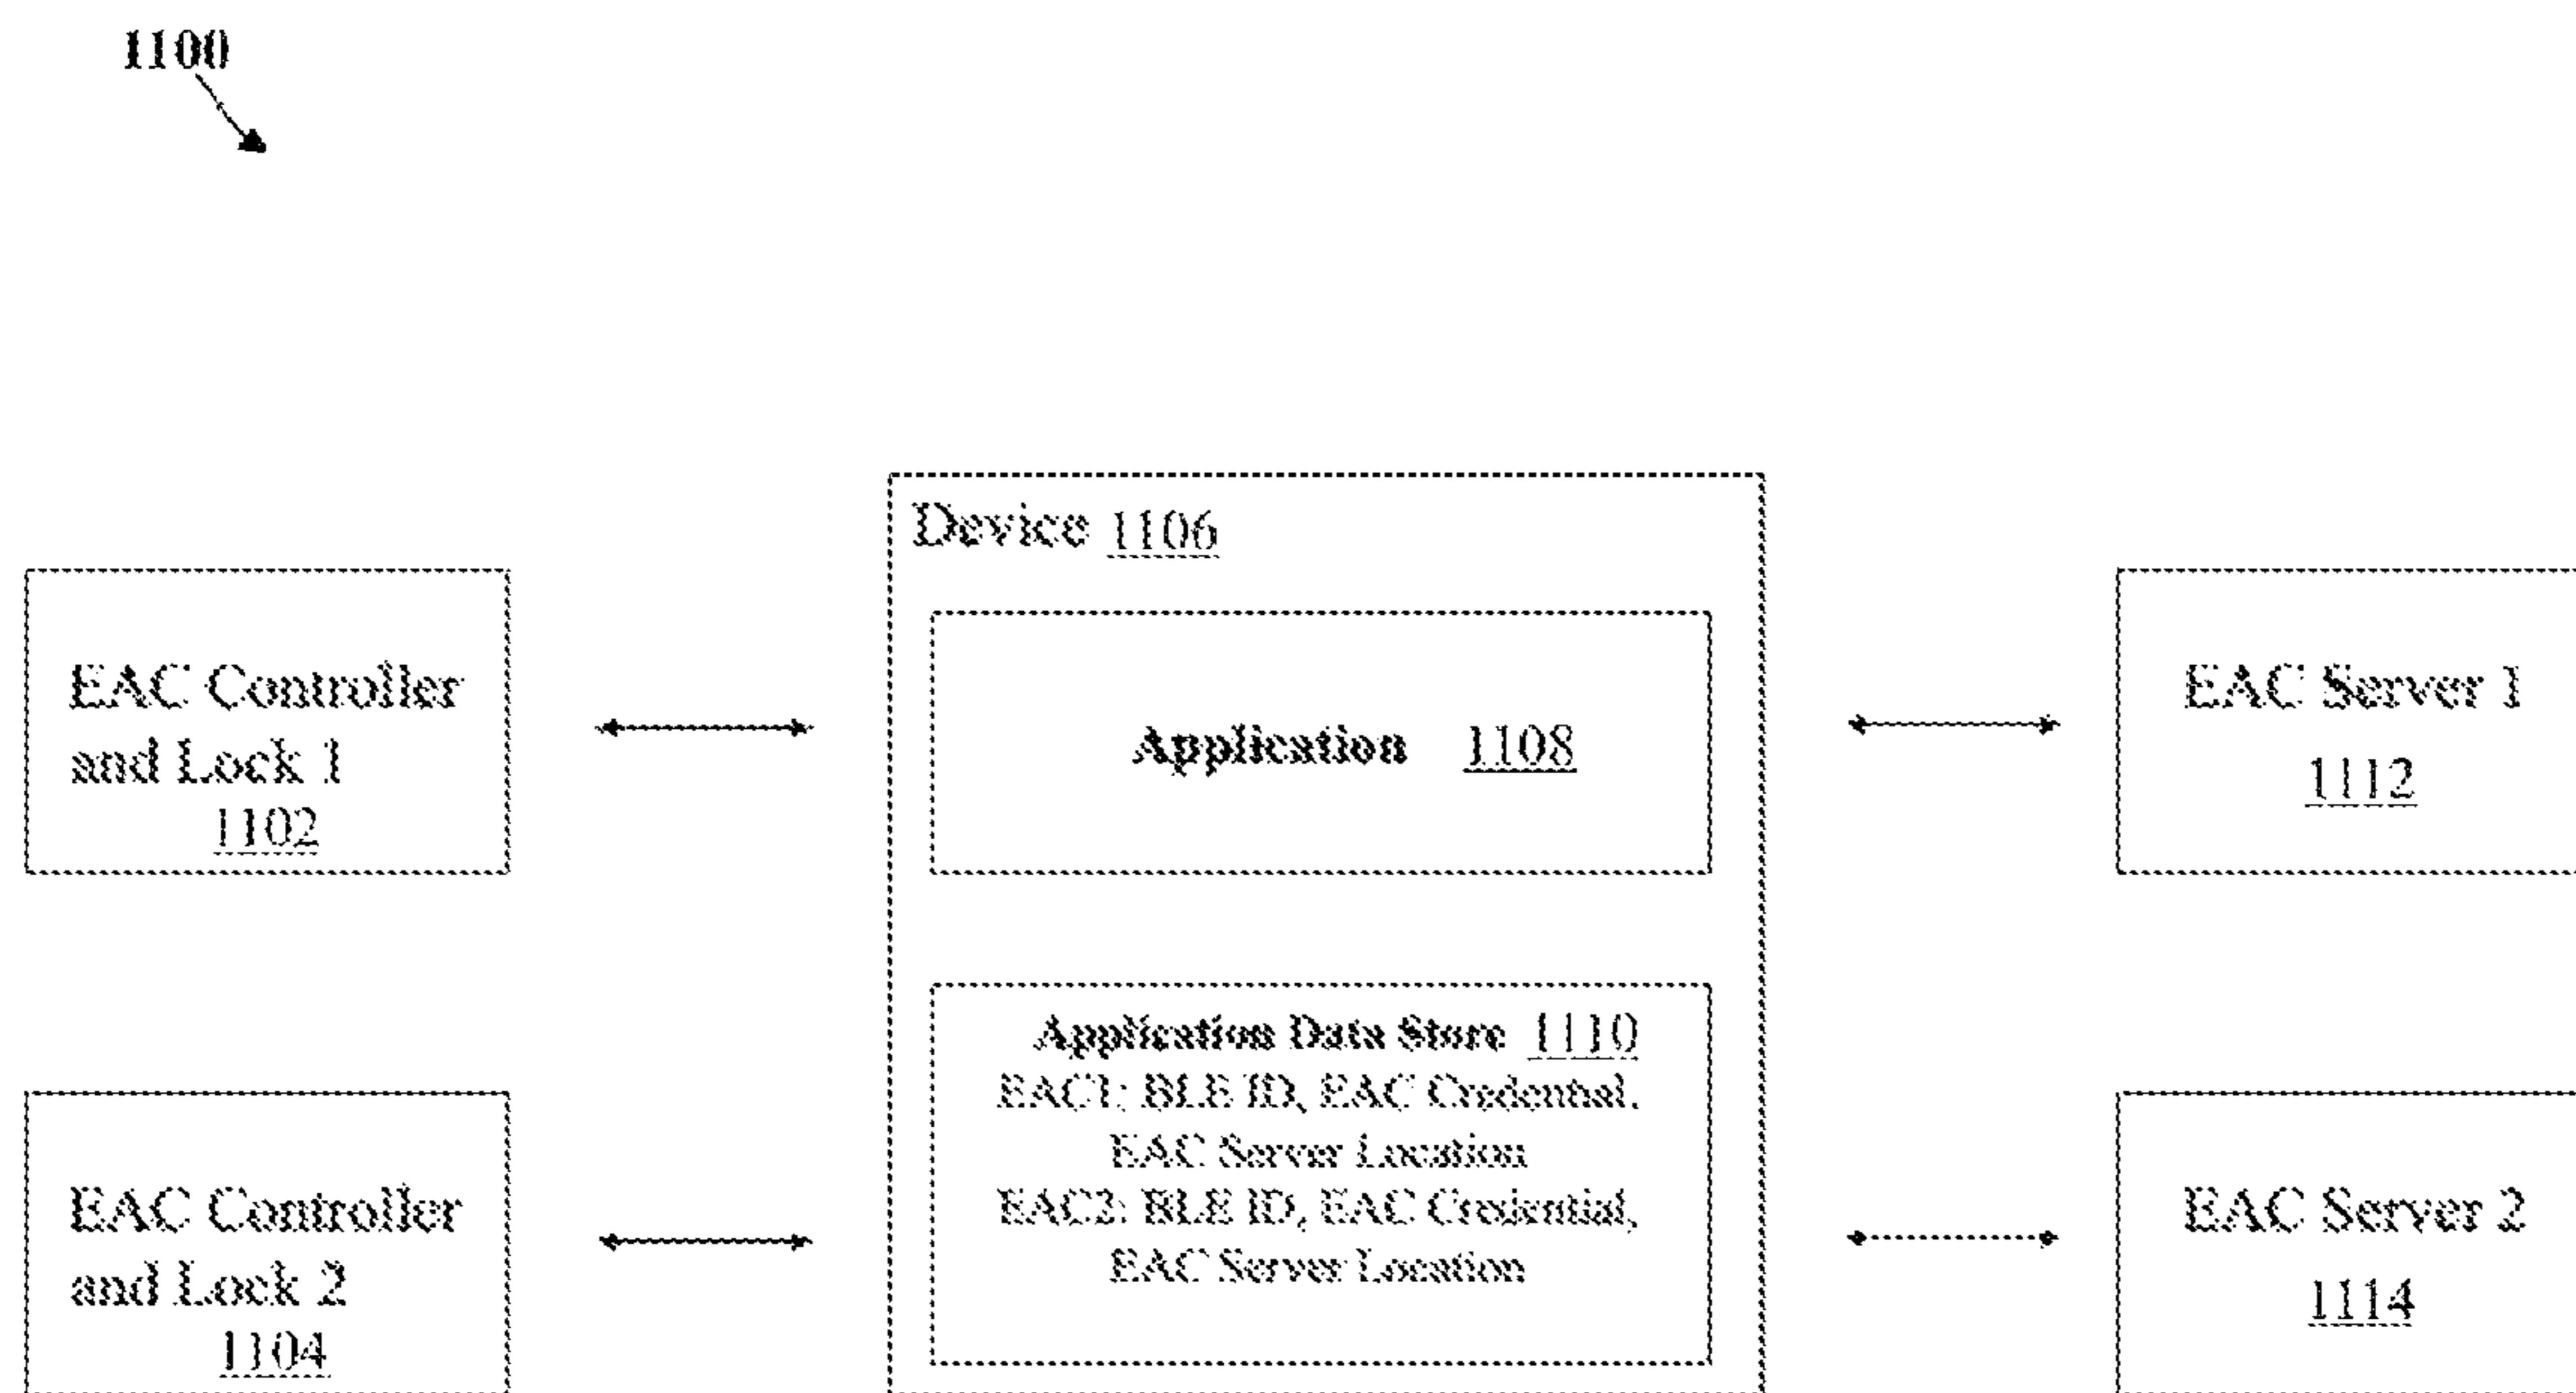 1100
Device 1106
EAC Controller
and Lock 1
1102
Application 1108
EAC Server 1
1112
Application Data Store 1110
EAC1: BLE ID, EAC Credential,
EAC Server Location
EAC2: BLE ID, EAC Credential,
EAC Server Location
EAC Controller
and Lock 2
1104
EAC Server 2
1114